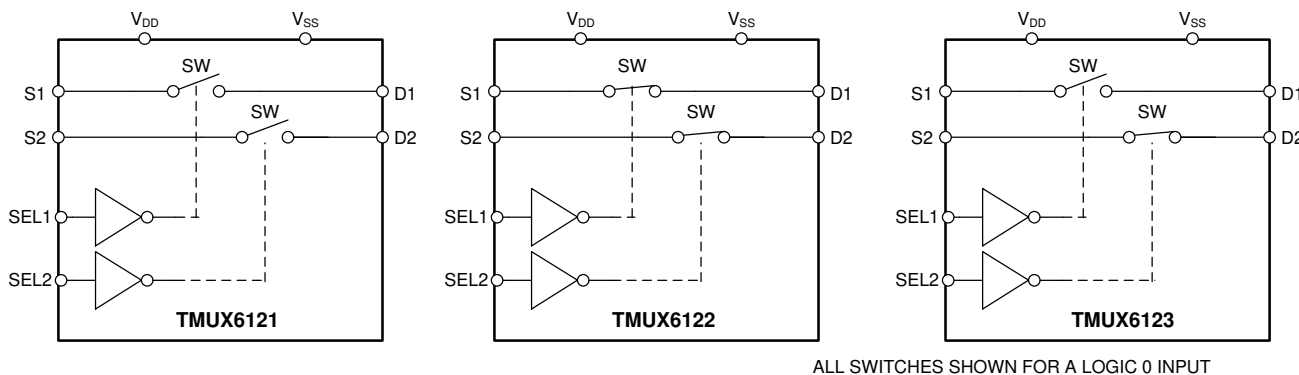 VDD VSS VDD VSS VDD VSS
SW SW SW
S1 D1 S1 D1 S1 D1
SW SW SW
S2 D2 S2 D2 S2 D2
SEL1 SEL1 SEL1
SEL2 SEL2 SEL2
TMUX6121 TMUX6122 TMUX6123
ALL SWITCHES SHOWN FOR A LOGIC 0 INPUT